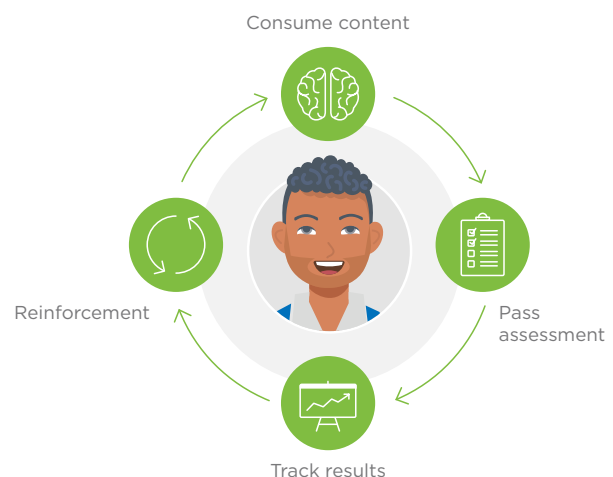 Consume content
Reinforcement
Pass
assessment
Track results